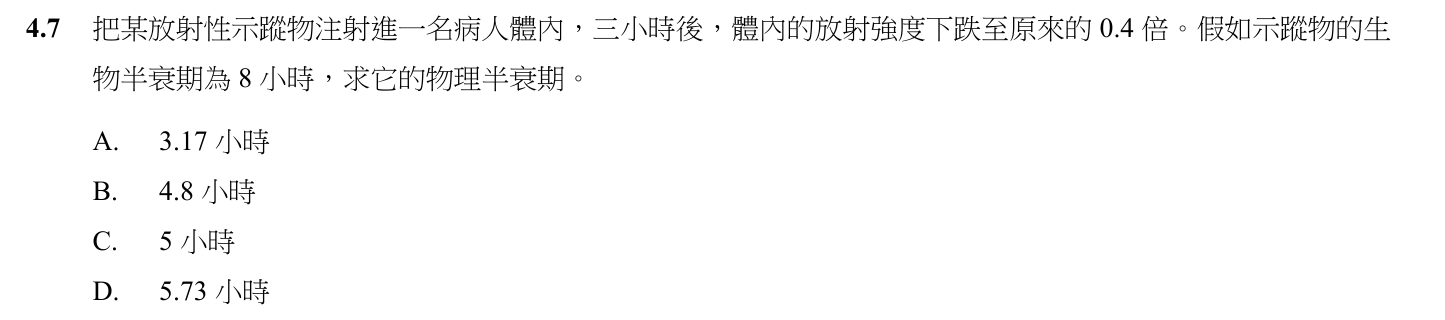 4.7 把某放射性示蹤物注射進一名病人體內，三小時後，體內的放射強度下跌至原來的 0.4 倍。假如示蹤物的生
物半衰期為 8 小時，求它的物理半衰期。
A. 3.17 小時
B. 4.8 小時
C. 5 小時
D. 5.73 小時